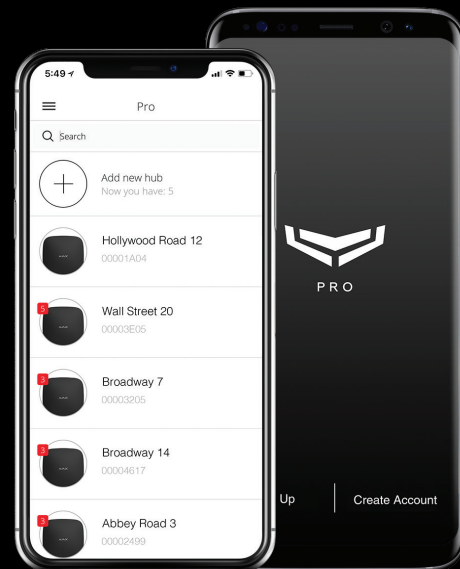 5:49
Pro
Search
Add new hub
Now you have: 5
Hollywood Road 12
00001A04
5
Wall Street 20
00003E05
3
Broadway 7
00003205
3
Broadway 14
00004617
3
Abbey Road 3
00002499
PRO
Up
Create Account